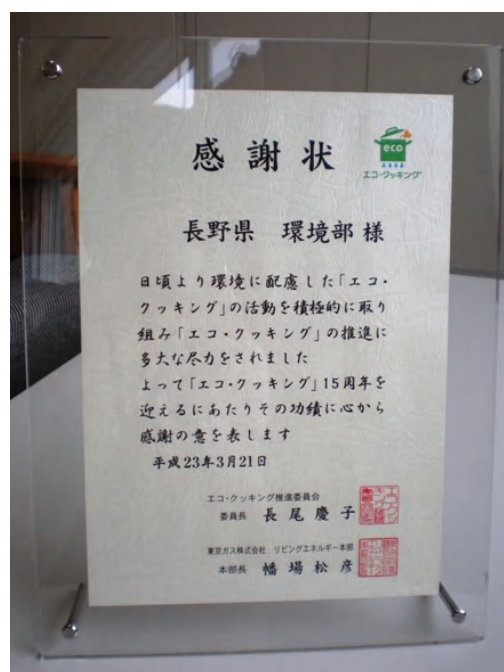 感謝状
eco
エコ・クッキング
長野県 環境部 様
日頃より環境に配慮した「エコ・
クッキング」の活動を積極的に取り
組み「エコ・クッキング」の推進に
多大な尽力をされました
よって「エコ・クッキング」15周年を
迎えるにあたりその功績に心から
感謝の意を表します
平成23年3月21日
エコ・クッキング推進委員会
委員長 長尾慶子
東京ガス株式会社 リビングエネルギー本部
本部長 幡場松彦